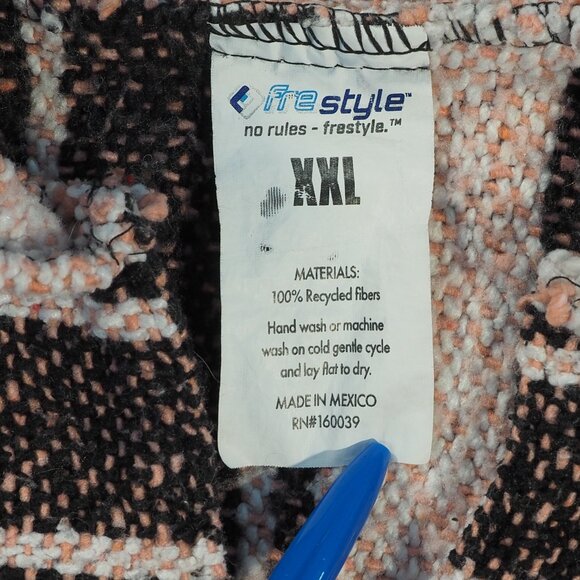 frestyle™
no rules - frestyle.™
XXL
MATERIALS:
100% Recycled fibers
Hand wash or machine
wash on cold gentle cycle
and lay flat to dry.
MADE IN MEXICO
RN#160039